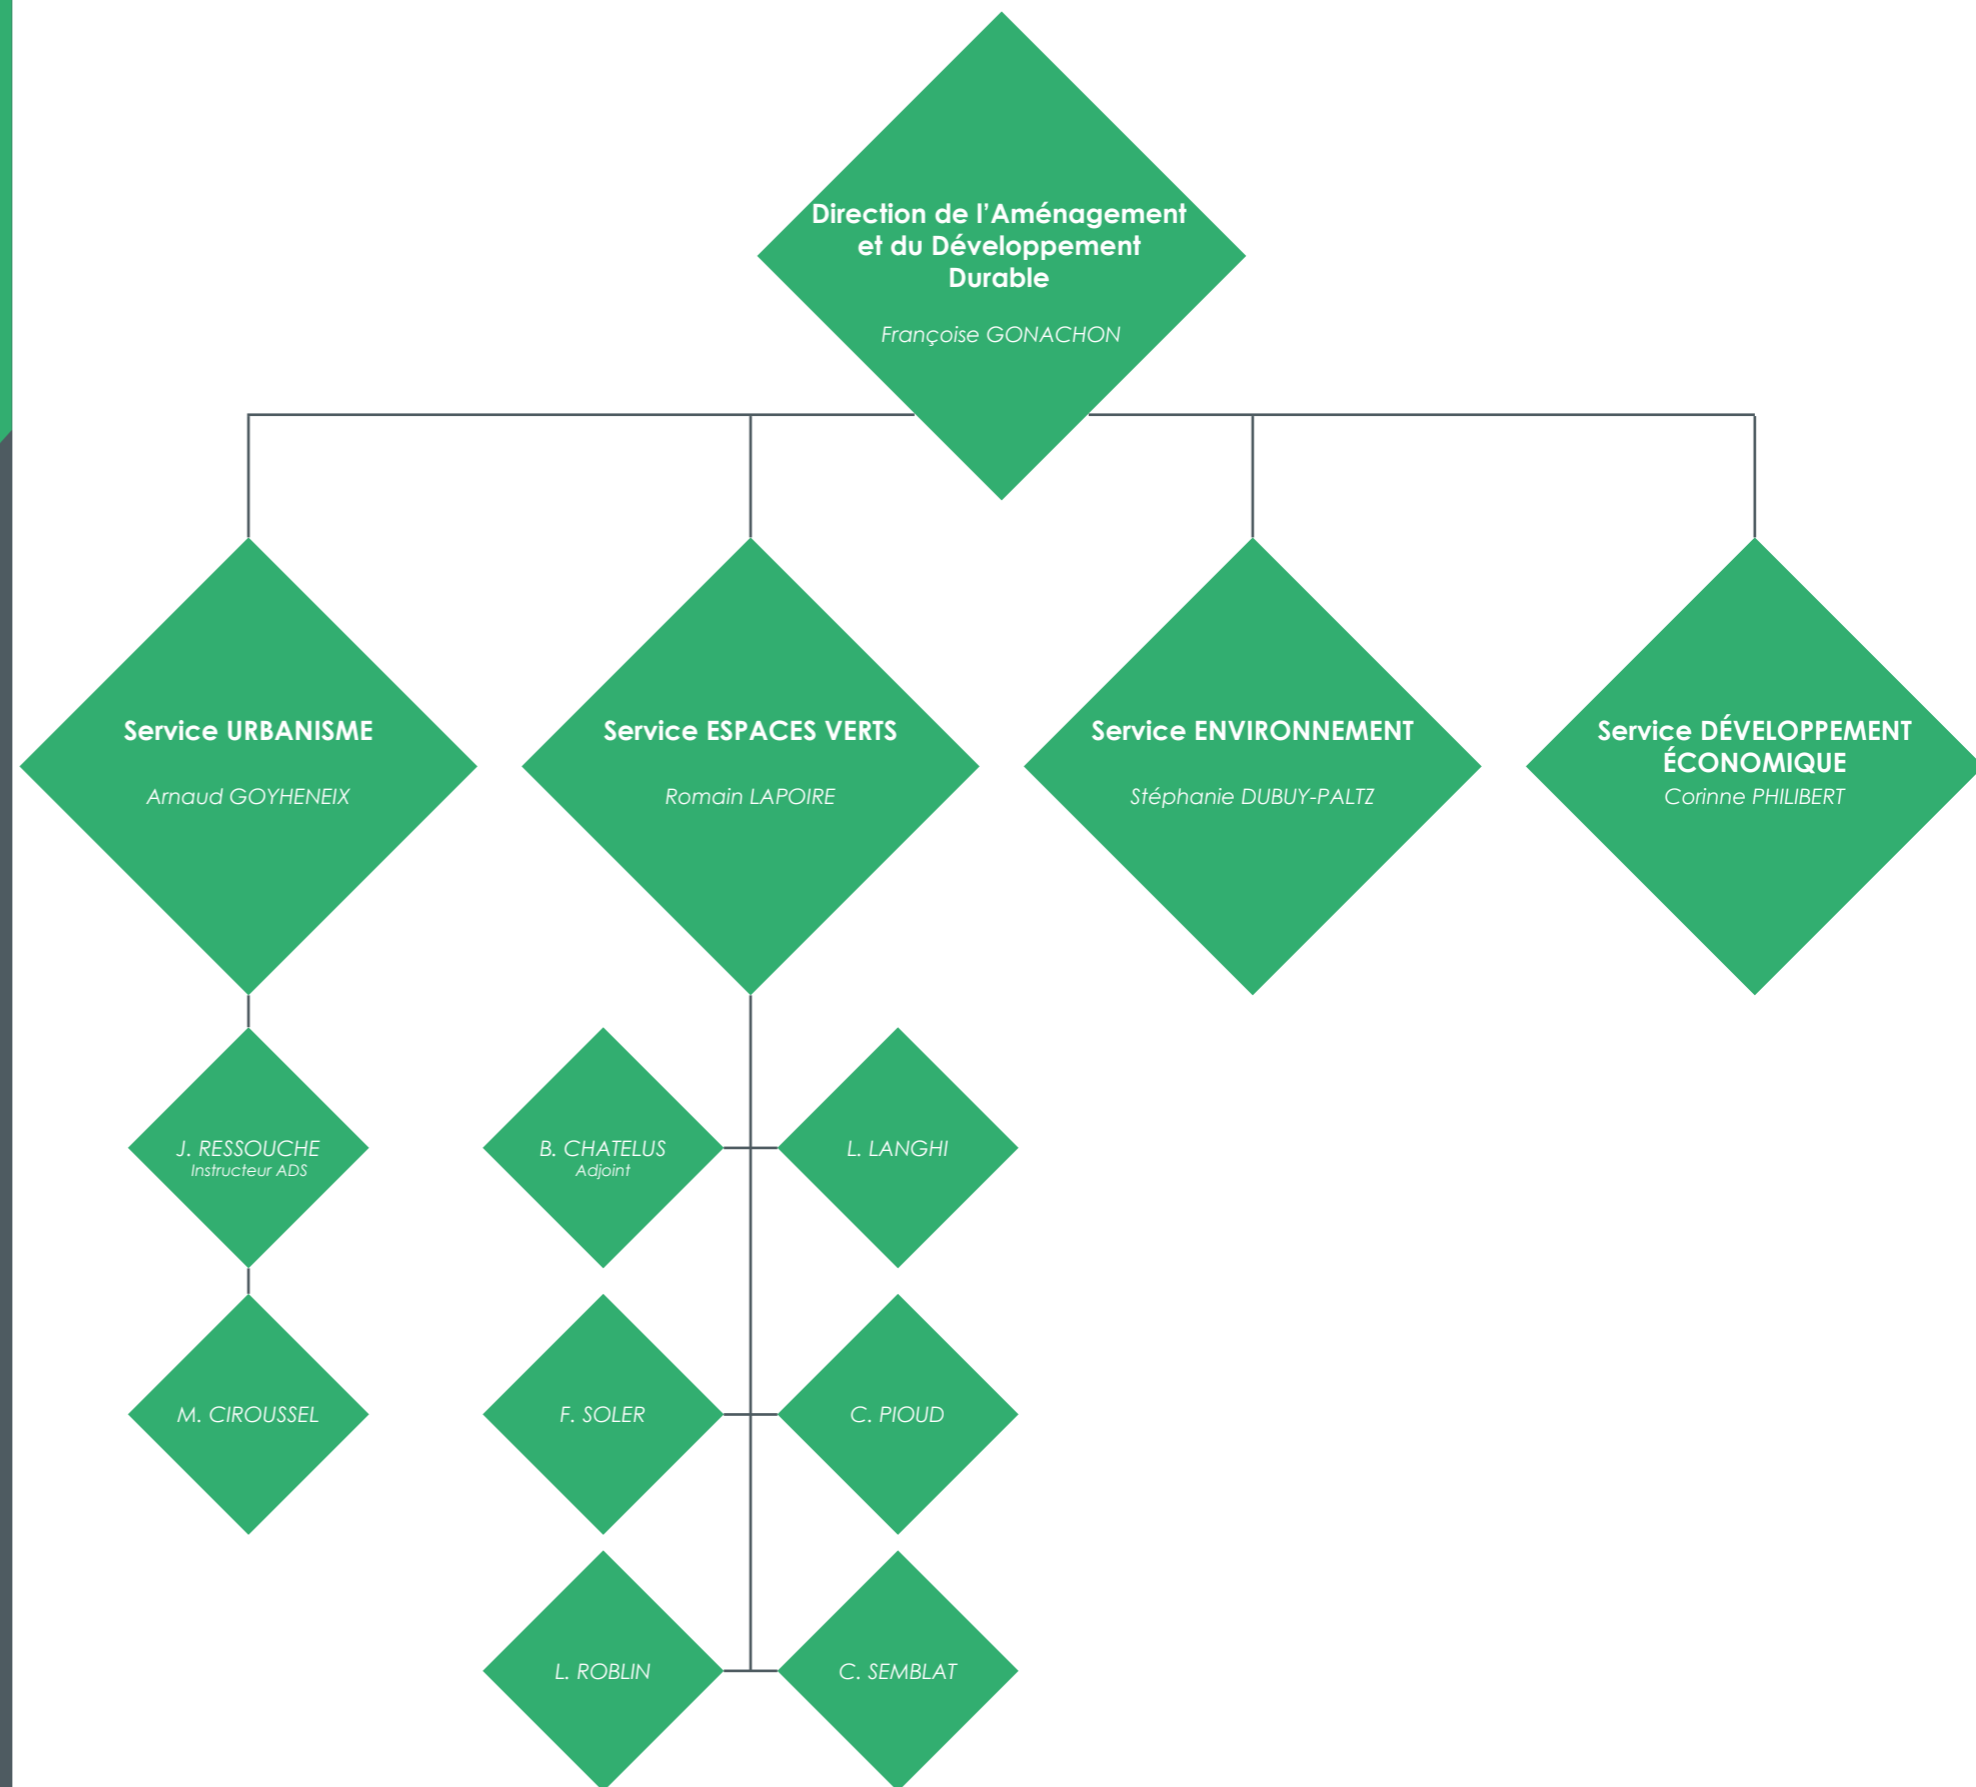 Direction de l'Aménagement
et du Développement
Durable
Françoise GONACHON
Service URBANISME
Arnaud GOYHENEIX
Service ESPACES VERTS
Romain LAPOIRE
Service ENVIRONNEMENT
Stéphanie DUBUY-PALTZ
Service DÉVELOPPEMENT
ÉCONOMIQUE
Corinne PHILIBERT
J. RESSOUCHE
Instructeur ADS
B. CHATELUS
Adjoint
L. LANGHI
M. CIROUSSEL
F. SOLER
C. PIOUD
L. ROBLIN
C. SEMBLAT